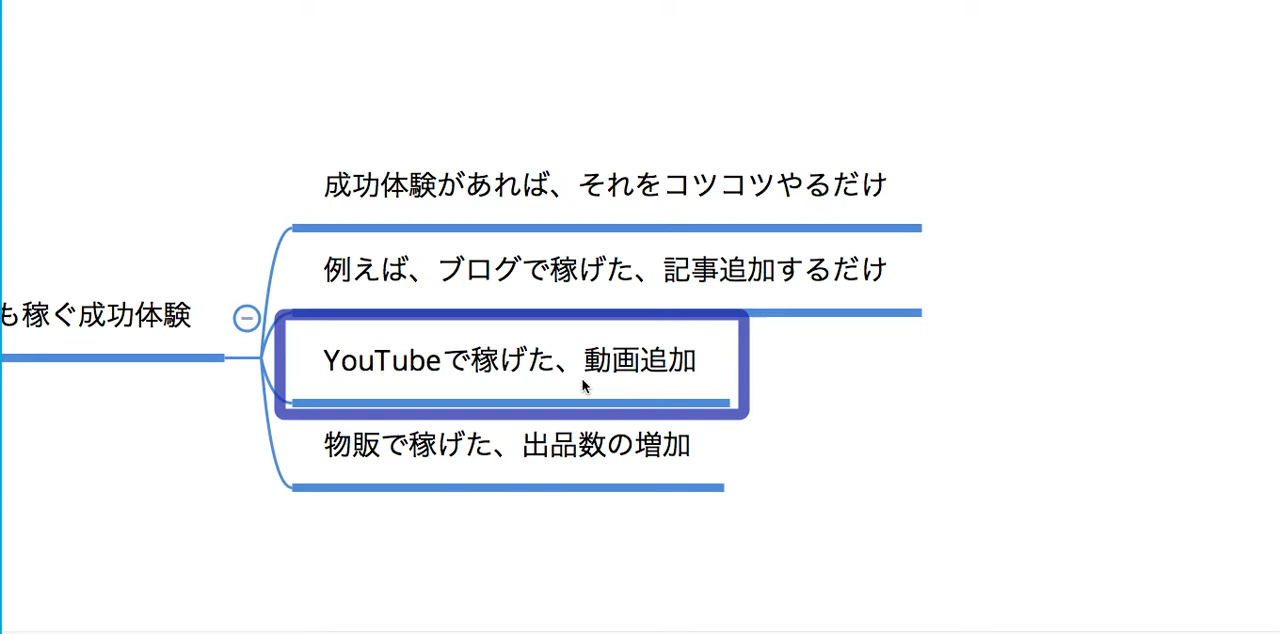 成功体験があれば、それをコツコツやるだけ
例えば、ブログで稼げた、記事追加するだけ
も稼ぐ成功体験
YouTubeで稼げた、動画追加
物販で稼げた、出品数の増加